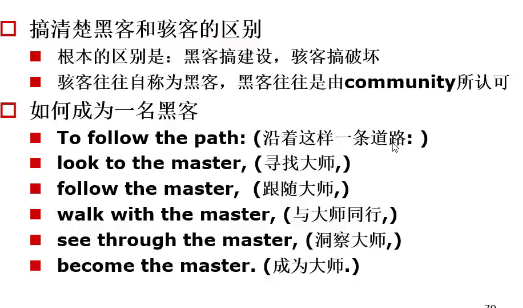 搞清楚黑客和骇客的区别
根本的区别是：黑客搞建设，骇客搞破坏
骇客往往自称为黑客，黑客往往是由community所认可
如何成为一名黑客
To follow the path: (沿着这样一条道路: )
look to the master, (寻找大师,)
follow the master, (跟随大师,)
walk with the master, (与大师同行,)
see through the master, (洞察大师,)
become the master. (成为大师.)